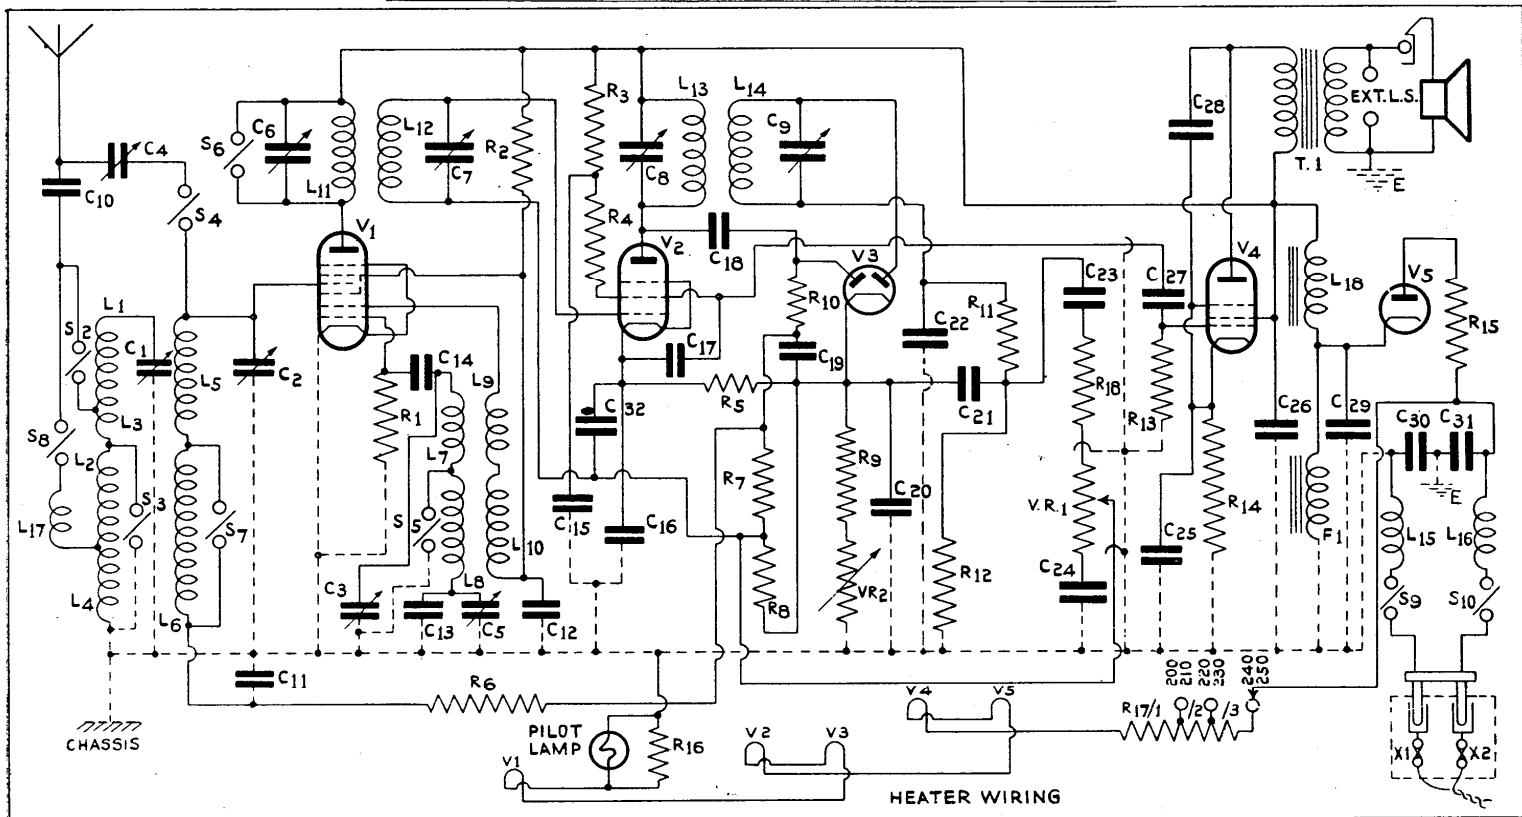 C4
C10
S4
S6
C6
L11
L12
C7
R2
V1
R3
R4
L13
C8
L14
C9
C18
V2
C17
V3
R10
C19
C22
R11
C23
C27
C28
V4
T.1
EXT.L.S.
E
L18
V5
R15
S2
L1
C1
L5
C2
L3
S8
L2
S3
L17
L4
S7
L6
C14
R1
L9
L7
S5
L10
L8
C3
C13
C5
C12
C32
C15
C16
R5
R7
R8
R9
VR2
C20
C21
R12
R18
R13
V.R.1
C24
C25
R14
C26
C29
F1
C30
C31
E
L15
L16
S9
S10
C11
R6
CHASSIS
PILOT
LAMP
R16
V1
V2
V3
V4
V5
R17/1
/2
/3
200
210
220
230
240
250
X1
X2
HEATER WIRING